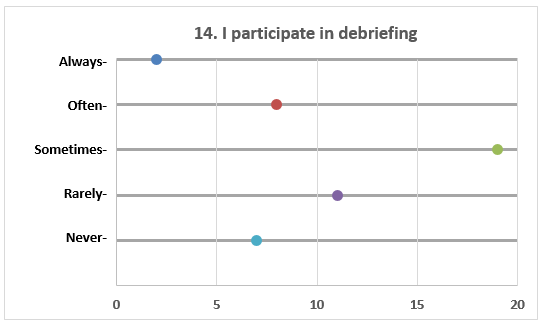 14. I participate in debriefing
Always-
Often-
Sometimes-
Rarely-
Never-
0 5 10 15 20